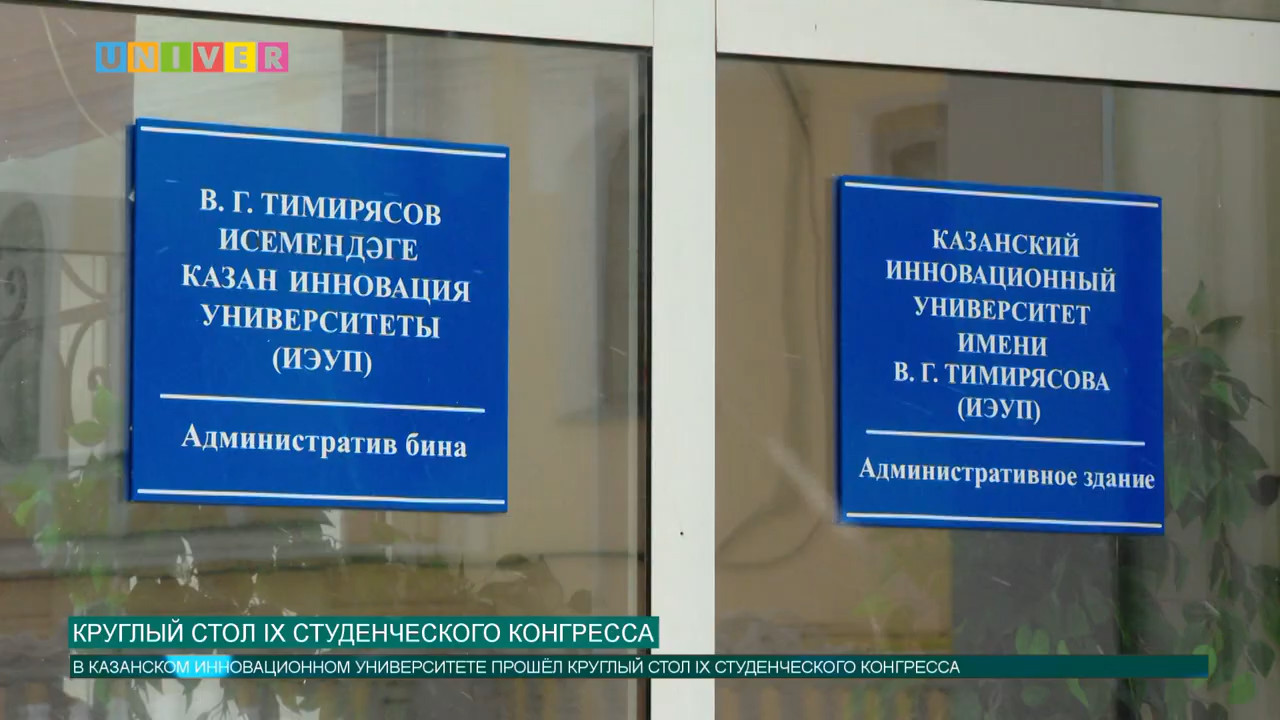 UNIVER
В. Г. ТИМИРЯСОВ
ИСЕМЕНДӘГЕ
КАЗАН ИННОВАЦИЯ
УНИВЕРСИТЕТЫ
(ИЭУП)
Административ бина
КАЗАНСКИЙ
ИННОВАЦИОННЫЙ
УНИВЕРСИТЕТ
ИМЕНИ
В. Г. ТИМИРЯСОВА
(ИЭУП)
Административное здание
КРУГЛЫЙ СТОЛ IX СТУДЕНЧЕСКОГО КОНГРЕССА
В КАЗАНСКОМ ИННОВАЦИОННОМ УНИВЕРСИТЕТЕ ПРОШЁЛ КРУГЛЫЙ СТОЛ IX СТУДЕНЧЕСКОГО КОНГРЕССА